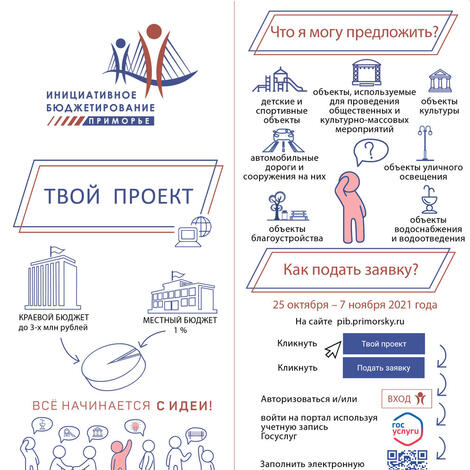 ИНИЦИАТИВНОЕ
БЮДЖЕТИРОВАНИЕ
ПРИМОРЬЕ
ТВОЙ ПРОЕКТ
КРАЕВОЙ БЮДЖЕТ
до 3-х млн рублей
МЕСТНЫЙ БЮДЖЕТ
1 %
ВСЁ НАЧИНАЕТСЯ С ИДЕИ!
Что я могу предложить?
детские и
спортивные
объекты
объекты, используемые
для проведения
общественных и
культурно-массовых
мероприятий
объекты
культуры
автомобильные
дороги и
сооружения на них
?
объекты уличного
освещения
объекты
благоустройства
объекты
водоснабжения
и водоотведения
Как подать заявку?
25 октября – 7 ноября 2021 года
На сайте pib.primorsky.ru
Кликнуть
Твой проект
Кликнуть
Подать заявку
Авторизоваться и/или
ВХОД
войти на портал используя
учетную запись
Госуслуг
гос
услуги
Заполнить электронную